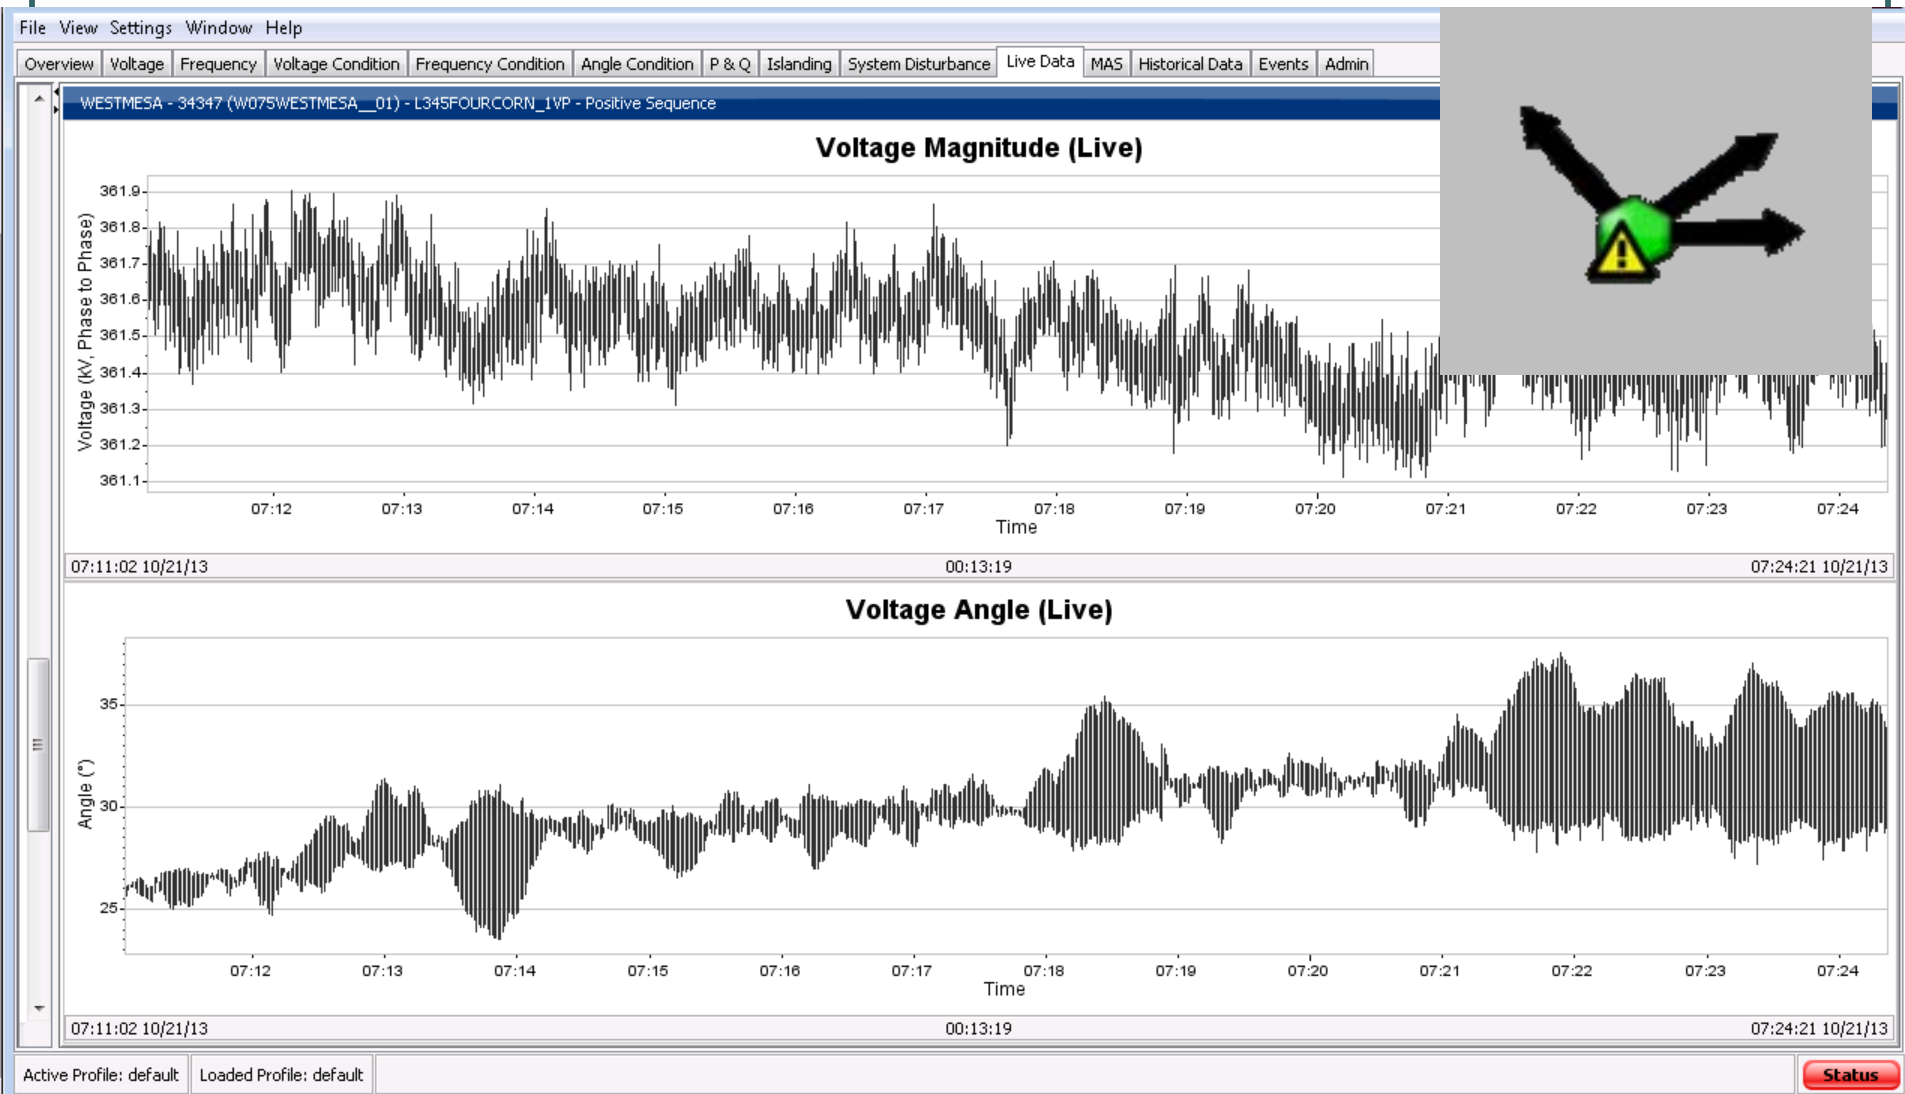 File View Settings Window Help
Overview Voltage Frequency Voltage Condition Frequency Condition Angle Condition P & Q Islanding System Disturbance Live Data MAS Historical Data Events Admin
WESTMESA - 34347 (W075WESTMESA__01) - L345FOURCORN_1VP - Positive Sequence
Voltage Magnitude (Live)
Voltage (kV, Phase to Phase)
361.9
361.8
361.7
361.6
361.5
361.4
361.3
361.2
361.1
07:12 07:13 07:14 07:15 07:16 07:17 07:18 07:19 07:20 07:21 07:22 07:23 07:24
Time
07:11:02 10/21/13 00:13:19 07:24:21 10/21/13
Voltage Angle (Live)
Angle (°)
35
30
25
07:12 07:13 07:14 07:15 07:16 07:17 07:18 07:19 07:20 07:21 07:22 07:23 07:24
Time
07:11:02 10/21/13 00:13:19 07:24:21 10/21/13
Active Profile: default Loaded Profile: default Status